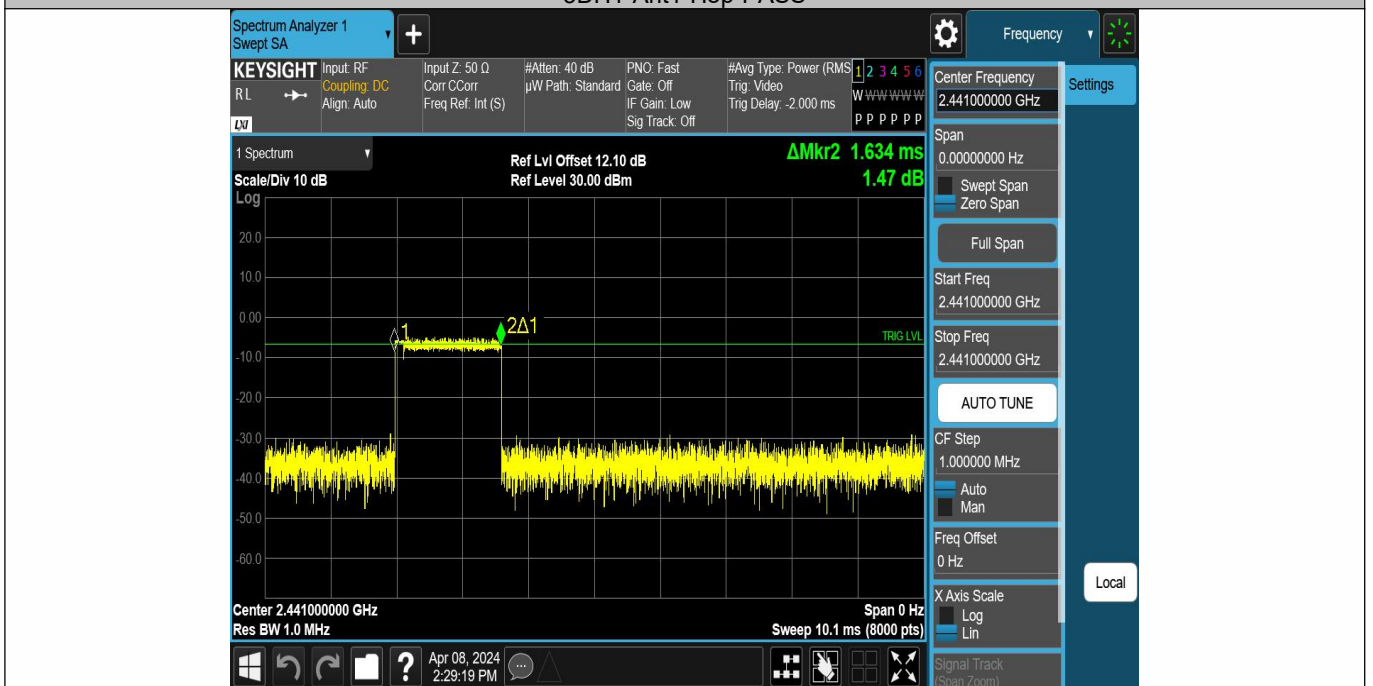 3DH1 Ant1 Hop PASS
Spectrum Analyzer 1
Swept SA
Frequency
KEYSIGHT
RL
LXI
Input: RF
Coupling: DC
Align: Auto
Input Z: 50 Ω
Corr CCorr
Freq Ref: Int (S)
#Atten: 40 dB
µW Path: Standard
PNO: Fast
Gate: Off
IF Gain: Low
Sig Track: Off
#Avg Type: Power (RMS
Trig: Video
Trig Delay: -2.000 ms
1 2 3 4 5 6
W W W W W W
P P P P P P
Center Frequency
2.441000000 GHz
Settings
1 Spectrum
Scale/Div 10 dB
Log
Ref Lvl Offset 12.10 dB
Ref Level 30.00 dBm
ΔMkr2 1.634 ms
1.47 dB
20.0
10.0
0.00
-10.0
-20.0
-30.0
-40.0
-50.0
-60.0
1
2Δ1
TRIG LVL
Center 2.441000000 GHz
Res BW 1.0 MHz
Span 0 Hz
Sweep 10.1 ms (8000 pts)
Span
0.00000000 Hz
Swept Span
Zero Span
Full Span
Start Freq
2.441000000 GHz
Stop Freq
2.441000000 GHz
AUTO TUNE
CF Step
1.000000 MHz
Auto
Man
Freq Offset
0 Hz
X Axis Scale
Log
Lin
Signal Track
(Span Zoom)
Local
?
Apr 08, 2024
2:29:19 PM